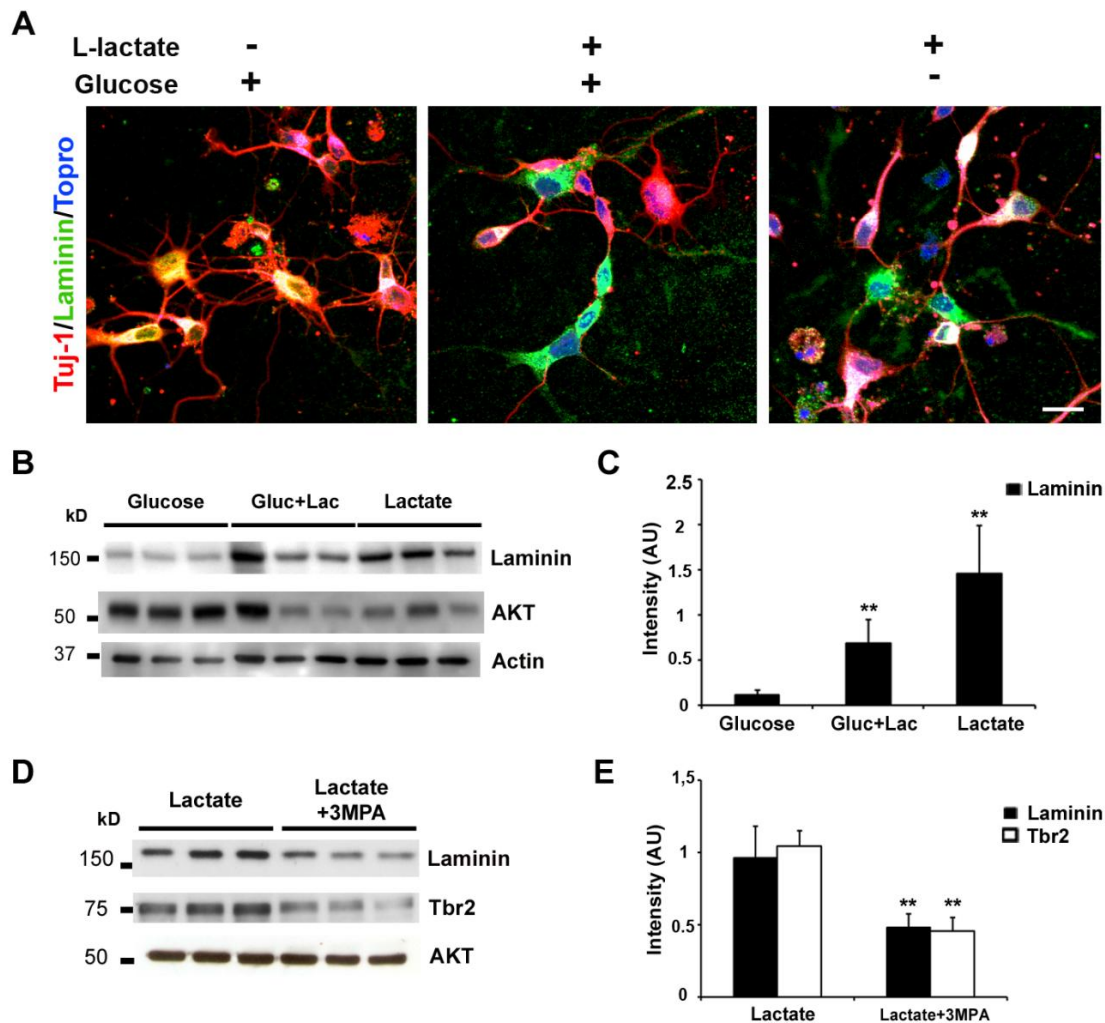 A
L-lactate - + +
Glucose + + -
Tuj-1/Laminin/Topro
B
Glucose Gluc+Lac Lactate
kD
150 Laminin
50 AKT
37 Actin
C
2.5
2
1.5
1
0.5
0
Intensity (AU)
** **
Laminin
Glucose Gluc+Lac Lactate
D
Lactate Lactate
+3MPA
kD
150 Laminin
75 Tbr2
50 AKT
E
1,5
1
0.5
0
Intensity (AU)
** **
Laminin
Tbr2
Lactate Lactate+3MPA